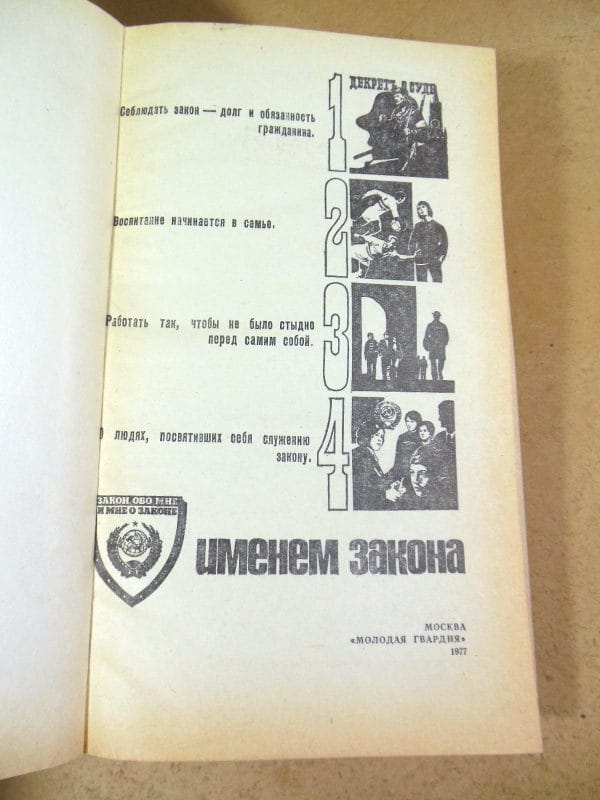 1
ДЕКРЕТЪ О СУДЕ
Соблюдать закон — долг и обязанность
гражданина.
2
Воспитание начинается в семье.
3
Работать так, чтобы не было стыдно
перед самим собой.
4
О людях, посвятивших себя служению
закону.
ЗАКОН ОБО МНЕ
И МНЕ О ЗАКОНЕ
именем закона
МОСКВА
«МОЛОДАЯ ГВАРДИЯ»
1977